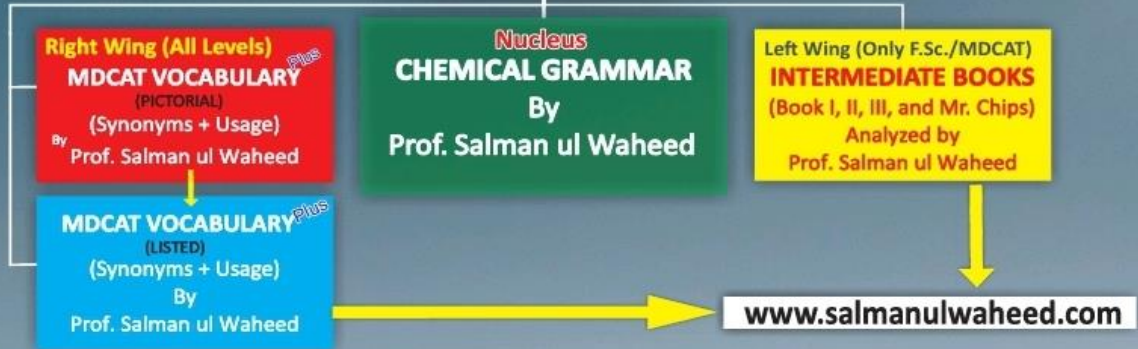 Right Wing (All Levels)
MDCAT VOCABULARY Plus
(PICTORIAL)
(Synonyms + Usage)
By
Prof. Salman ul Waheed
MDCAT VOCABULARY Plus
(LISTED)
(Synonyms + Usage)
By
Prof. Salman ul Waheed
Nucleus
CHEMICAL GRAMMAR
By
Prof. Salman ul Waheed
Left Wing (Only F.Sc./MDCAT)
INTERMEDIATE BOOKS
(Book I, II, III, and Mr. Chips)
Analyzed by
Prof. Salman ul Waheed
www.salmanulwaheed.com